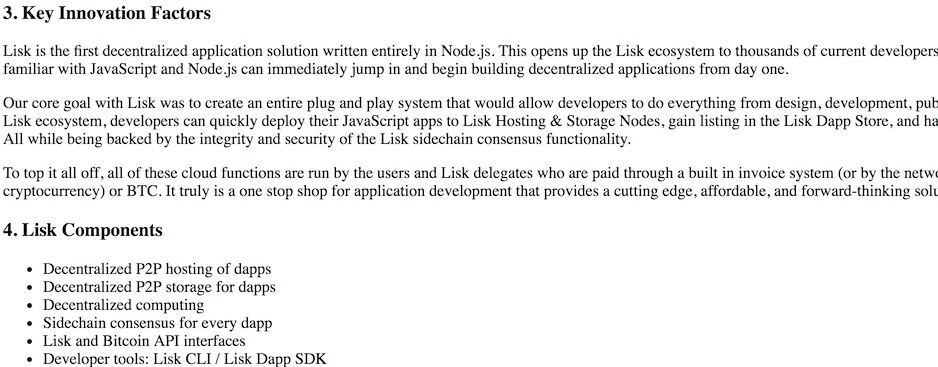 3. Key Innovation Factors
Lisk is the first decentralized application solution written entirely in Node.js. This opens up the Lisk ecosystem to thousands of current developers
familiar with JavaScript and Node.js can immediately jump in and begin building decentralized applications from day one.
Our core goal with Lisk was to create an entire plug and play system that would allow developers to do everything from design, development, pub
Lisk ecosystem, developers can quickly deploy their JavaScript apps to Lisk Hosting & Storage Nodes, gain listing in the Lisk Dapp Store, and ha
All while being backed by the integrity and security of the Lisk sidechain consensus functionality.
To top it all off, all of these cloud functions are run by the users and Lisk delegates who are paid through a built in invoice system (or by the netwo
cryptocurrency) or BTC. It truly is a one stop shop for application development that provides a cutting edge, affordable, and forward-thinking solu
4. Lisk Components
• Decentralized P2P hosting of dapps
• Decentralized P2P storage for dapps
• Decentralized computing
• Sidechain consensus for every dapp
• Lisk and Bitcoin API interfaces
• Developer tools: Lisk CLI / Lisk Dapp SDK